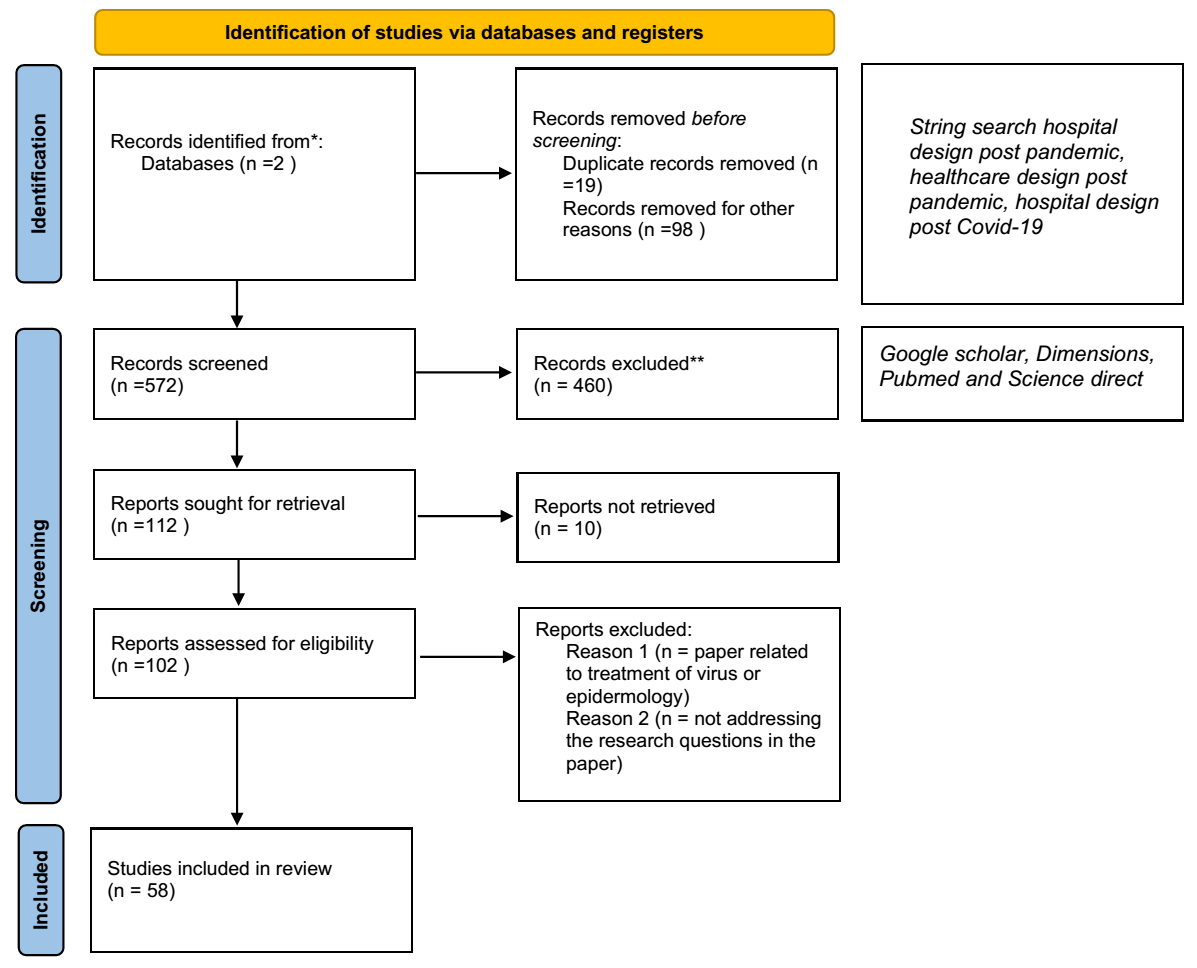 Identification of studies via databases and registers
Identification
Records identified from*:
Databases (n =2 )
Records removed before
screening:
Duplicate records removed (n
=19)
Records removed for other
reasons (n =98 )
String search hospital
design post pandemic,
healthcare design post
pandemic, hospital design
post Covid-19
Screening
Records screened
(n =572)
Records excluded**
(n = 460)
Google scholar, Dimensions,
Pubmed and Science direct
Reports sought for retrieval
(n =112 )
Reports not retrieved
(n = 10)
Reports assessed for eligibility
(n =102 )
Reports excluded:
Reason 1 (n = paper related
to treatment of virus or
epidermology)
Reason 2 (n = not addressing
the research questions in the
paper)
Included
Studies included in review
(n = 58)